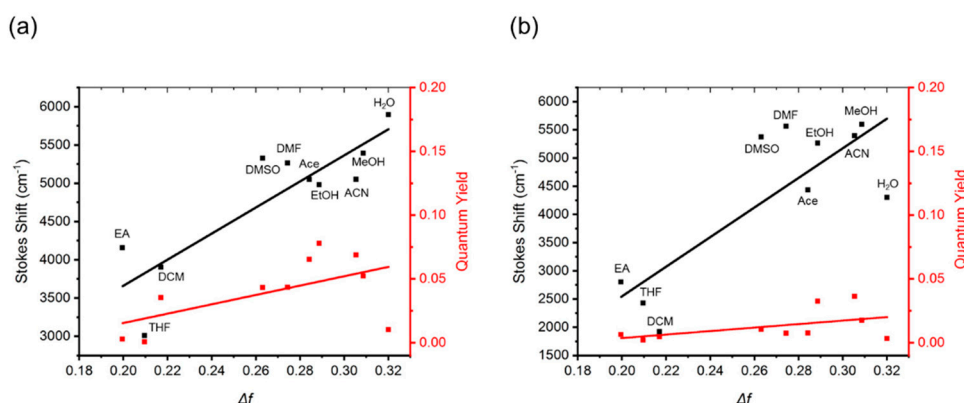 (a)
(b)
Stokes Shift (cm⁻¹)
6000
5500
5000
4500
4000
3500
3000
0.18 0.20 0.22 0.24 0.26 0.28 0.30 0.32
Δf
0.20
0.15
0.10
0.05
0.00
Quantum Yield
EA
THF
DCM
DMSO
DMF
Ace
EtOH
ACN
MeOH
H₂O
Stokes Shift (cm⁻¹)
6500
6000
5500
5000
4500
4000
3500
3000
2500
2000
1500
0.18 0.20 0.22 0.24 0.26 0.28 0.30 0.32
Δf
0.20
0.15
0.10
0.05
0.00
Quantum Yield
EA
THF
DCM
DMSO
DMF
Ace
EtOH
ACN
MeOH
H₂O